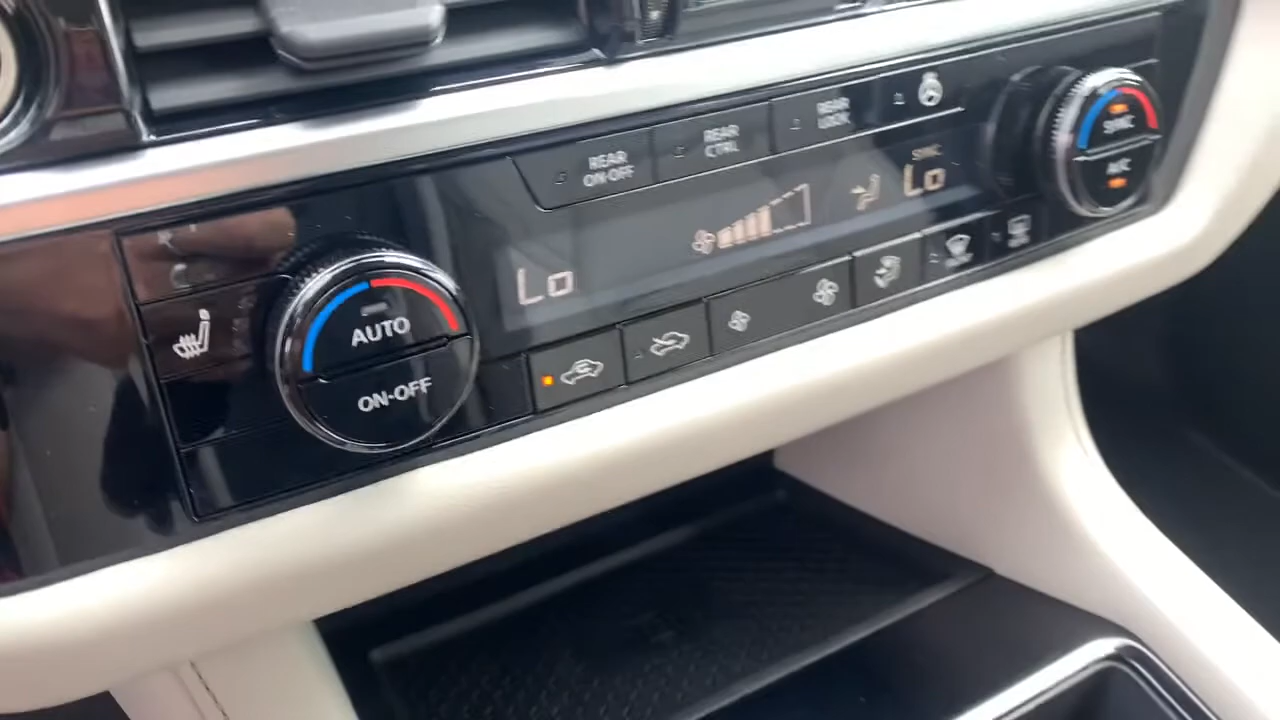 REAR
ON·OFF
REAR
CTRL
REAR
LOCK
SYNC
A/C
SYNC
Lo
Lo
AUTO
ON·OFF